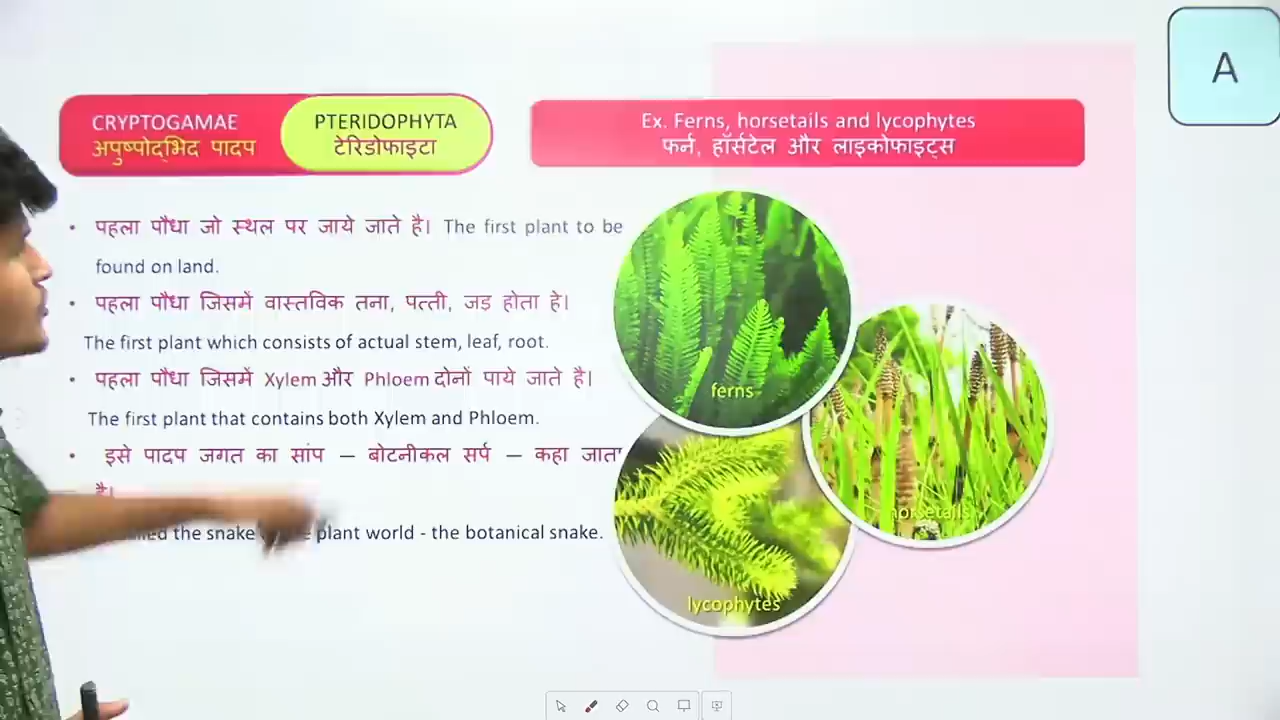 A
CRYPTOGAMAE
अपुष्पोद्भिद पादप
PTERIDOPHYTA
टेरिडोफाइटा
Ex. Ferns, horsetails and lycophytes
फर्न, हॉर्सटेल और लाइकोफाइट्स
• पहला पौधा जो स्थल पर जाये जाते है। The first plant to be
found on land.
• पहला पौधा जिसमें वास्तविक तना, पत्ती, जड होता हे।
The first plant which consists of actual stem, leaf, root.
• पहला पौधा जिसमें Xylem और Phloem दोनों पाये जाते है।
The first plant that contains both Xylem and Phloem.
• इसे पादप जगत का सांप – बोटनीकल सर्प – कहा जाता
है।
the snake plant world - the botanical snake.
ferns
horsetails
lycophytes